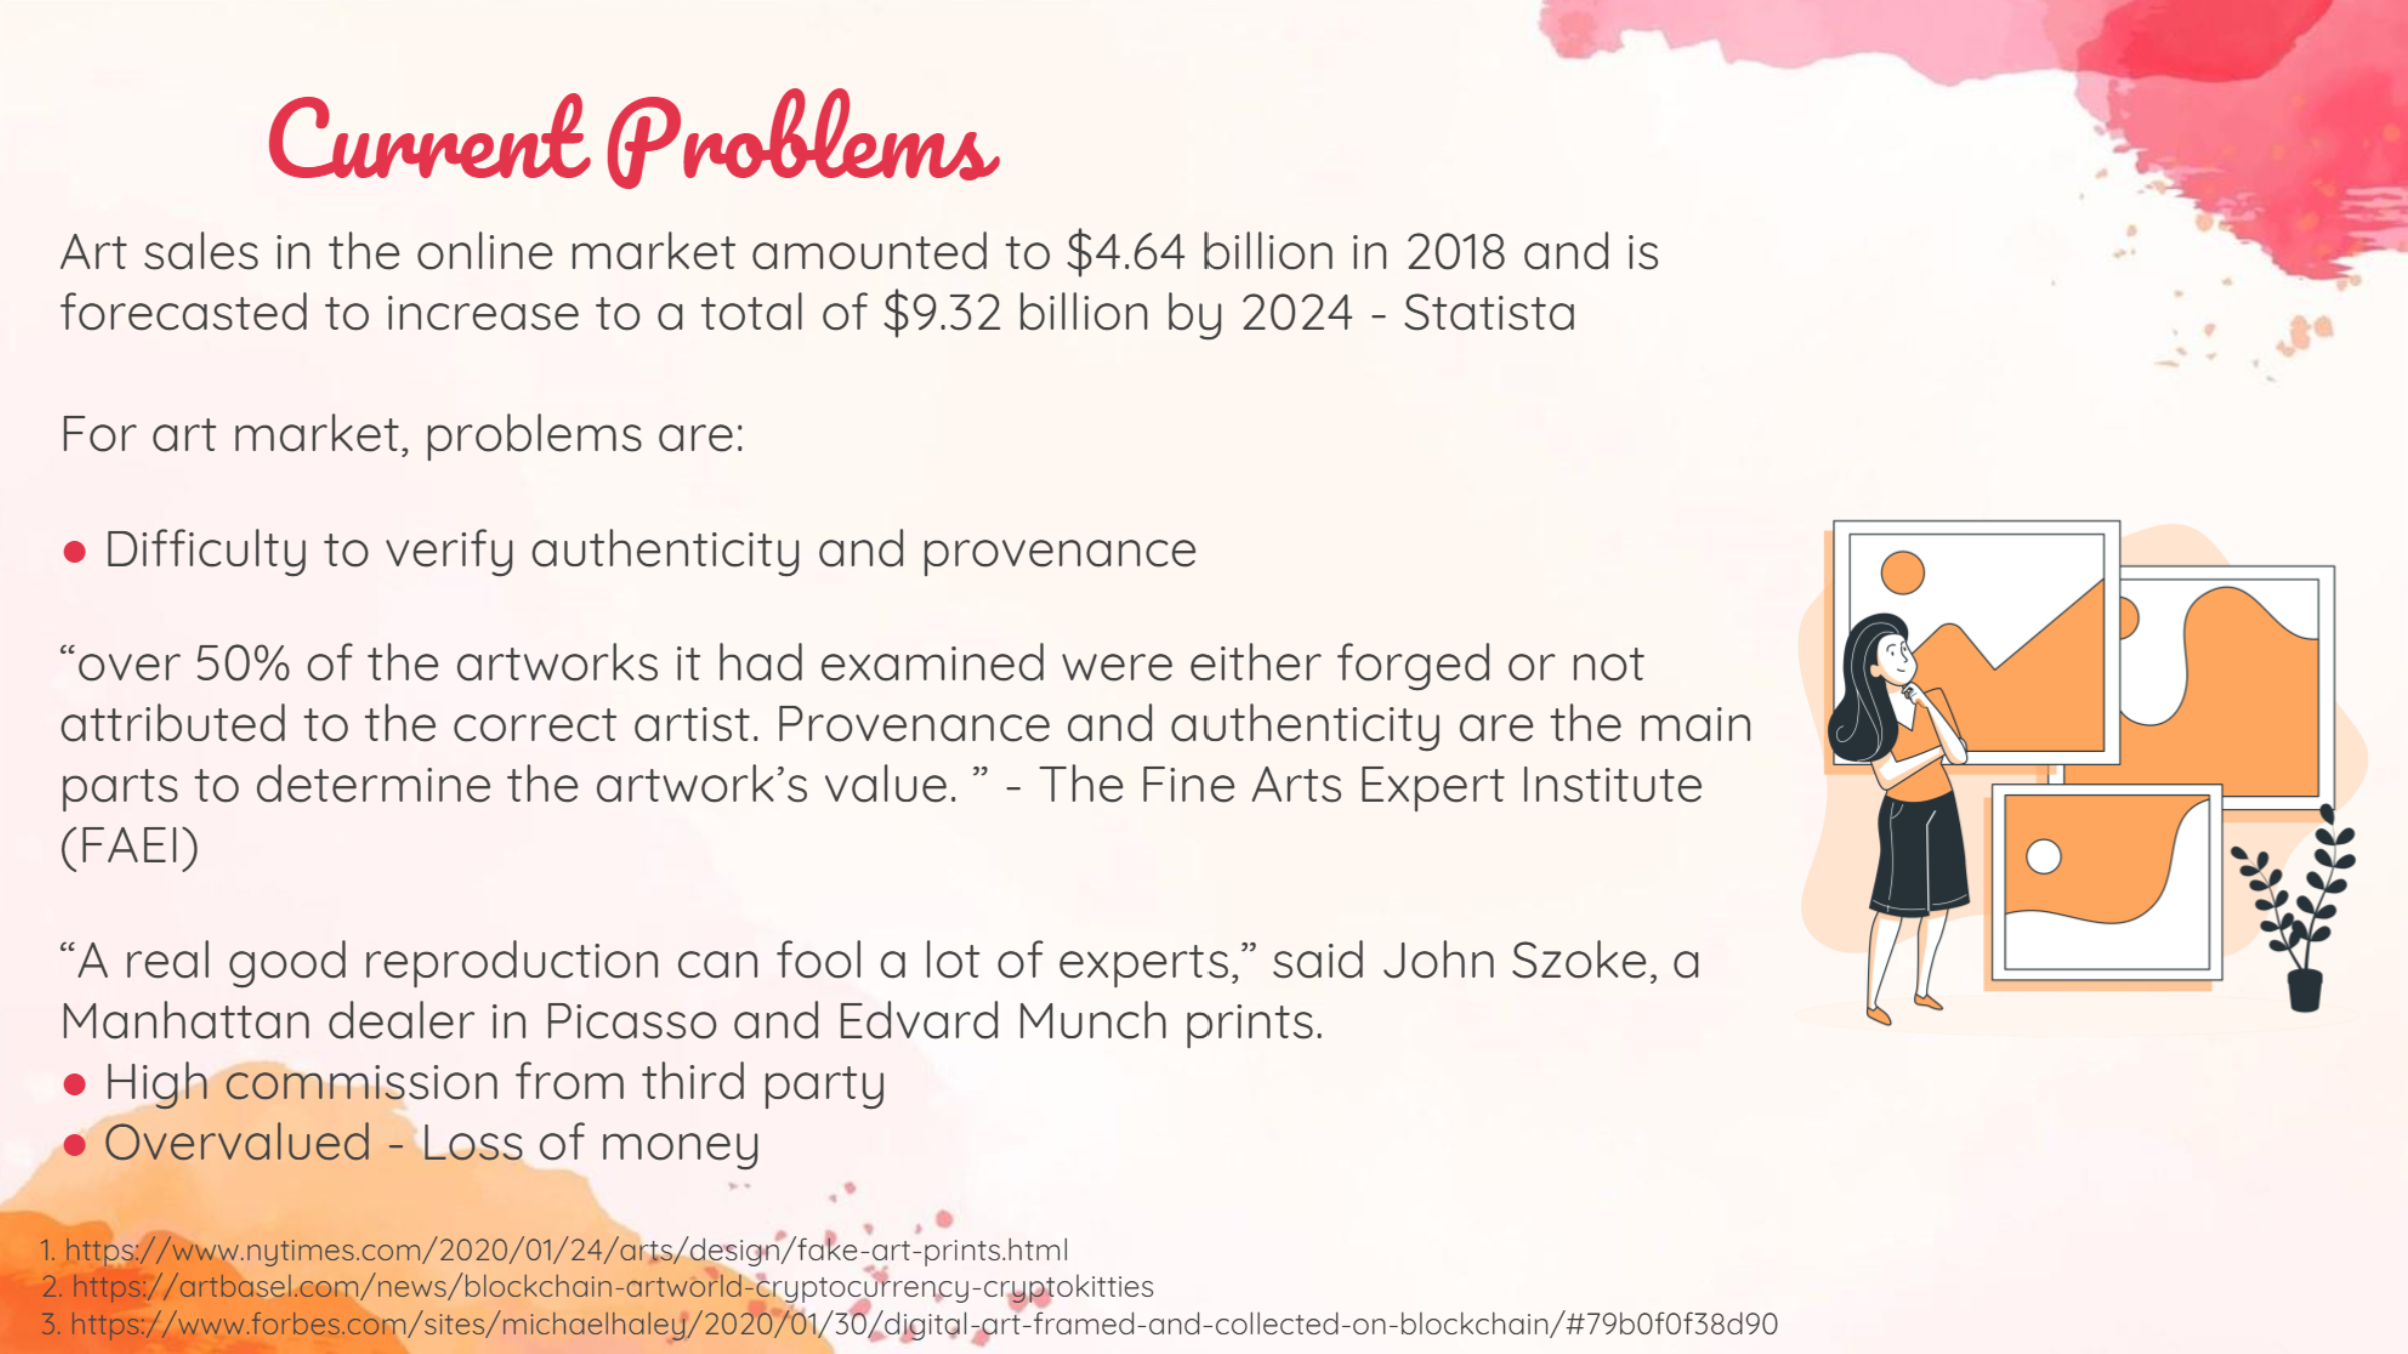 Current Problems
Art sales in the online market amounted to $4.64 billion in 2018 and is
forecasted to increase to a total of $9.32 billion by 2024 - Statista
For art market, problems are:
● Difficulty to verify authenticity and provenance
“over 50% of the artworks it had examined were either forged or not
attributed to the correct artist. Provenance and authenticity are the main
parts to determine the artwork’s value. ” - The Fine Arts Expert Institute
(FAEI)
“A real good reproduction can fool a lot of experts,” said John Szoke, a
Manhattan dealer in Picasso and Edvard Munch prints.
● High commission from third party
● Overvalued - Loss of money
1. https://www.nytimes.com/2020/01/24/arts/design/fake-art-prints.html
2. https://artbasel.com/news/blockchain-artworld-cryptocurrency-cryptokitties
3. https://www.forbes.com/sites/michaelhaley/2020/01/30/digital-art-framed-and-collected-on-blockchain/#79b0f0f38d90